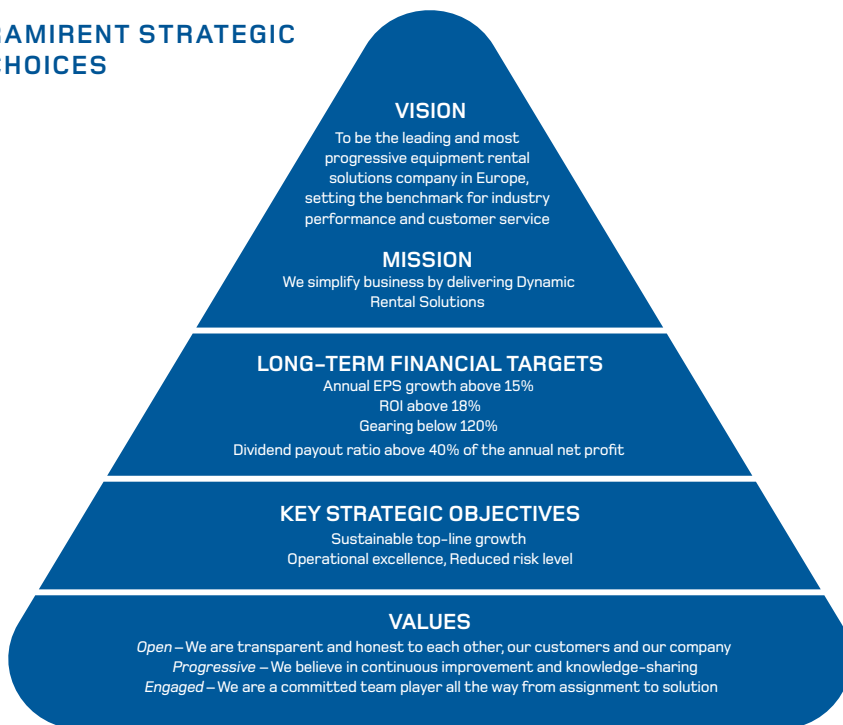 RAMIRENT STRATEGIC
CHOICES
VISION
To be the leading and most
progressive equipment rental
solutions company in Europe,
setting the benchmark for industry
performance and customer service
MISSION
We simplify business by delivering Dynamic
Rental Solutions
LONG-TERM FINANCIAL TARGETS
Annual EPS growth above 15%
ROI above 18%
Gearing below 120%
Dividend payout ratio above 40% of the annual net profit
KEY STRATEGIC OBJECTIVES
Sustainable top-line growth
Operational excellence, Reduced risk level
VALUES
Open – We are transparent and honest to each other, our customers and our company
Progressive – We believe in continuous improvement and knowledge-sharing
Engaged – We are a committed team player all the way from assignment to solution